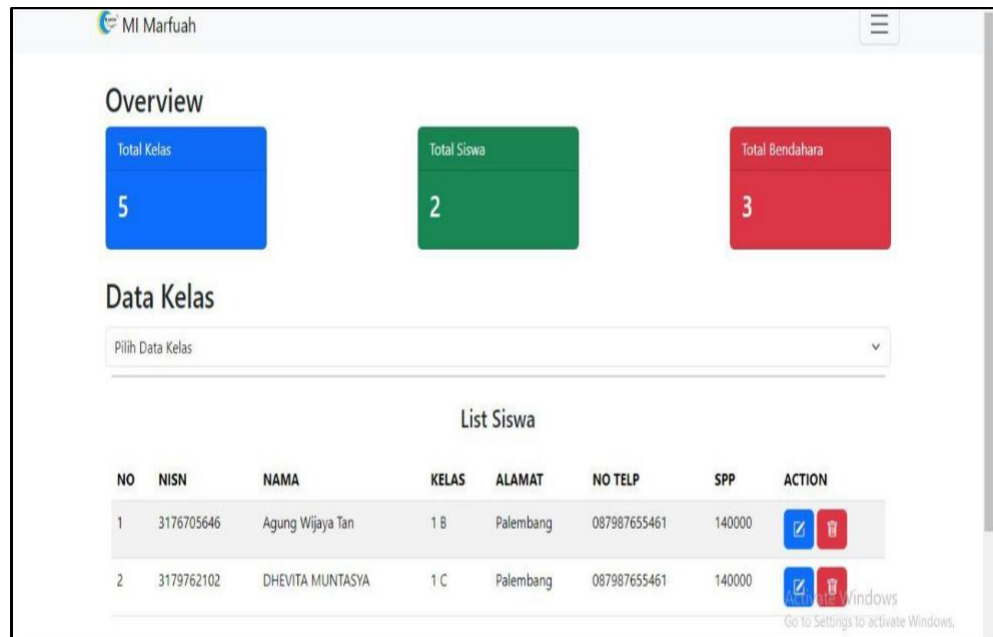 MI Marfuah
Overview
Total Kelas
5
Total Siswa
2
Total Bendahara
3
Data Kelas
Pilih Data Kelas
List Siswa
NO NISN NAMA KELAS ALAMAT NO TELP SPP ACTION
1 3176705646 Agung Wijaya Tan 1 B Palembang 087987655461 140000
2 3179762102 DHEVITA MUNTASYA 1 C Palembang 087987655461 140000
Activate Windows
Go to Settings to activate Windows.